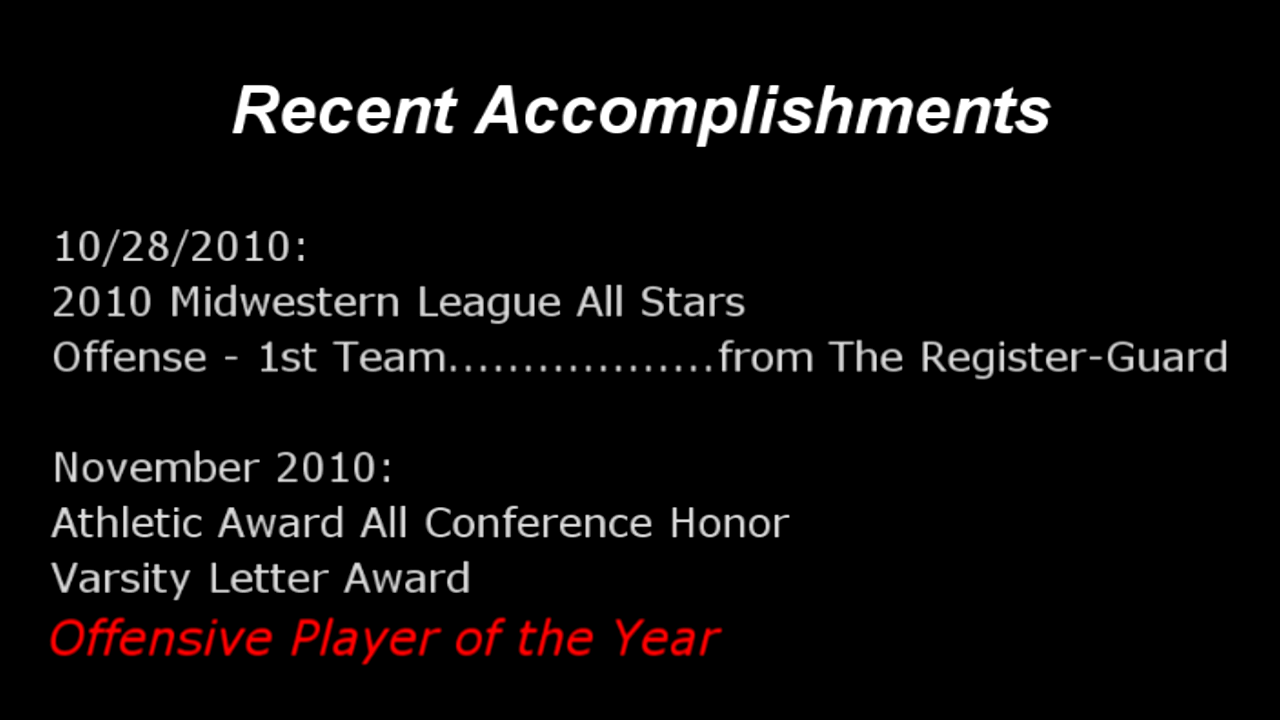 Recent Accomplishments
10/28/2010:
2010 Midwestern League All Stars
Offense - 1st Team..................from The Register-Guard
November 2010:
Athletic Award All Conference Honor
Varsity Letter Award
Offensive Player of the Year